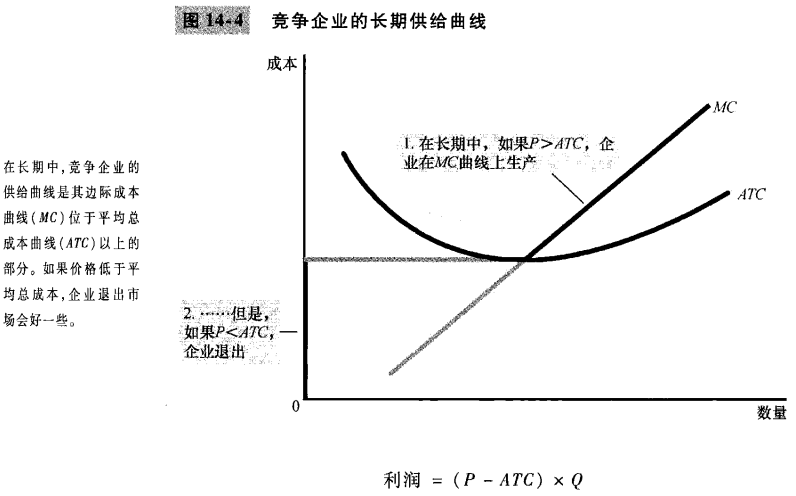 图 14-4 竞争企业的长期供给曲线
成本
MC
1. 在长期中，如果P>ATC，企
业在MC曲线上生产
ATC
在长期中,竞争企业的
供给曲线是其边际成本
曲线(MC)位于平均总
成本曲线(ATC)以上的
部分。如果价格低于平
均总成本,企业退出市
场会好一些。
2. ……但是，
如果P<ATC，
企业退出
0
数量
利润 = (P - ATC) × Q